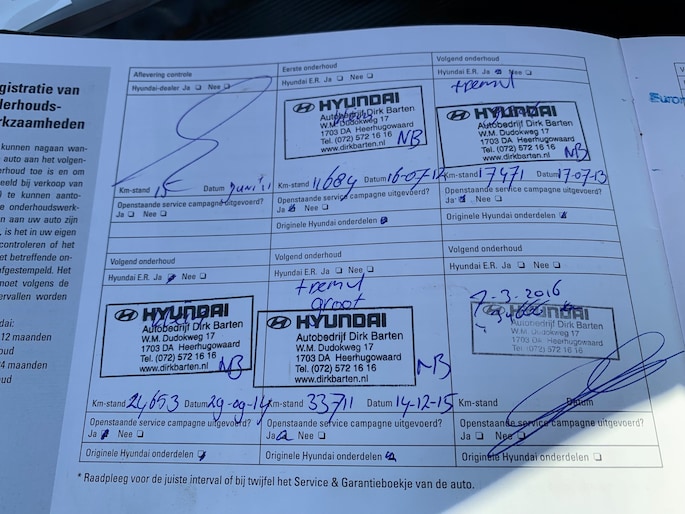 gistratie van
derhouds-
rkzaamheden
kunnen nagaan wan-
auto aan het volgen-
erhoud toe is en om
eeld bij verkoop van
) te kunnen aanto-
e onderhoudswerk-
en aan uw auto zijn
, is het in uw eigen
controleren of het
et betreffende on-
afgestempeld. Het
moet volgens de
ervallen worden
dai:
12 maanden
oud
24 maanden
oud
Aflevering controle
Hyundai-dealer Ja Nee
Km-stand 15 Datum Juni 11
Openstaande service campagne uitgevoerd?
Ja Nee
Eerste onderhoud
Hyundai E.R. Ja Nee
HYUNDAI
Autobedrijf Dirk Barten
W.M. Dudokweg 17
1703 DA Heerhugowaard
Tel. (072) 572 16 16
www.dirkbarten.nl
NB
Km-stand 11684 Datum 16-07-12
Openstaande service campagne uitgevoerd?
Ja Nee
Originele Hyundai onderdelen
Volgend onderhoud
Hyundai E.R. Ja Nee
HYUNDAI
Autobedrijf Dirk Barten
W.M. Dudokweg 17
1703 DA Heerhugowaard
Tel. (072) 572 16 16
www.dirkbarten.nl
NB
Km-stand 17471 Datum 17-07-13
Openstaande service campagne uitgevoerd?
Ja Nee
Originele Hyundai onderdelen
Volgend onderhoud
Hyundai E.R. Ja Nee
HYUNDAI
Autobedrijf Dirk Barten
W.M. Dudokweg 17
1703 DA Heerhugowaard
Tel. (072) 572 16 16
www.dirkbarten.nl
NB
Km-stand 24653 Datum 29-09-14
Openstaande service campagne uitgevoerd?
Ja Nee
Originele Hyundai onderdelen
Volgend onderhoud
Hyundai E.R. Ja Nee
groot
HYUNDAI
Autobedrijf Dirk Barten
W.M. Dudokweg 17
1703 DA Heerhugowaard
Tel. (072) 572 16 16
www.dirkbarten.nl
NB
Km-stand 33711 Datum 14-12-15
Openstaande service campagne uitgevoerd?
Ja Nee
Originele Hyundai onderdelen
Volgend onderhoud
Hyundai E.R. Ja Nee
7-3-2016
HYUNDAI
Autobedrijf Dirk Barten
W.M. Dudokweg 17
1703 DA Heerhugowaard
Tel. (072) 572 16 16
Km-stand Datum
Openstaande service campagne uitgevoerd?
Ja Nee
Originele Hyundai onderdelen
* Raadpleeg voor de juiste interval of bij twijfel het Service & Garantieboekje van de auto.